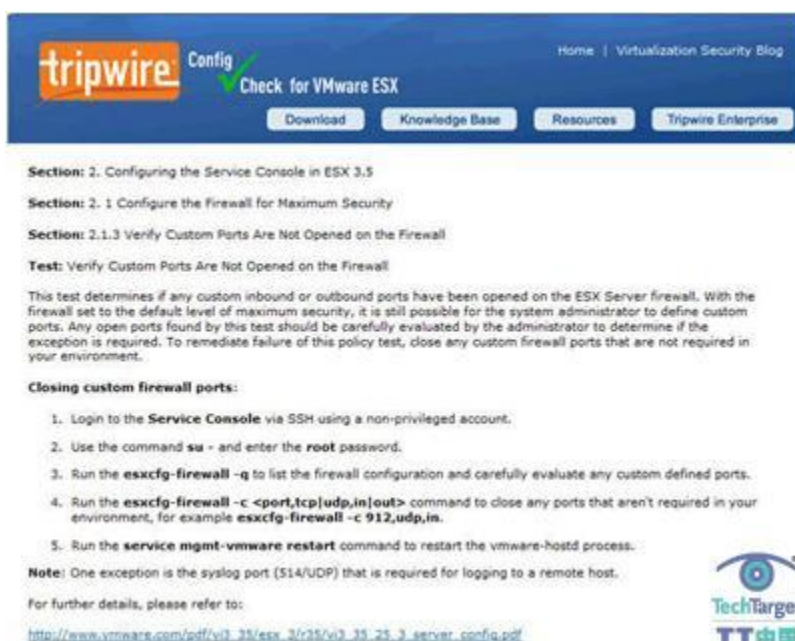 tripwire Config Check for VMware ESX
Home | Virtualization Security Blog
Download Knowledge Base Resources Tripwire Enterprise
Section: 2. Configuring the Service Console in ESX 3.5
Section: 2. 1 Configure the Firewall for Maximum Security
Section: 2.1.3 Verify Custom Ports Are Not Opened on the Firewall
Test: Verify Custom Ports Are Not Opened on the Firewall
This test determines if any custom inbound or outbound ports have been opened on the ESX Server firewall. With the
firewall set to the default level of maximum security, it is still possible for the system administrator to define custom
ports. Any open ports found by this test should be carefully evaluated by the administrator to determine if the
exception is required. To remediate failure of this policy test, close any custom firewall ports that are not required in
your environment.
Closing custom firewall ports:
1. Login to the Service Console via SSH using a non-privileged account.
2. Use the command su - and enter the root password.
3. Run the esxcfg-firewall -q to list the firewall configuration and carefully evaluate any custom defined ports.
4. Run the esxcfg-firewall -c <port,tcp|udp,in|out> command to close any ports that aren't required in your
environment, for example esxcfg-firewall -c 912,udp,in.
5. Run the service mgmt-vmware restart command to restart the vmware-hostd process.
Note: One exception is the syslog port (514/UDP) that is required for logging to a remote host.
For further details, please refer to:
http://www.vmware.com/pdf/vi3_35/esx_3/r35/vi3_35_25_3_server_config.pdf
TechTarget